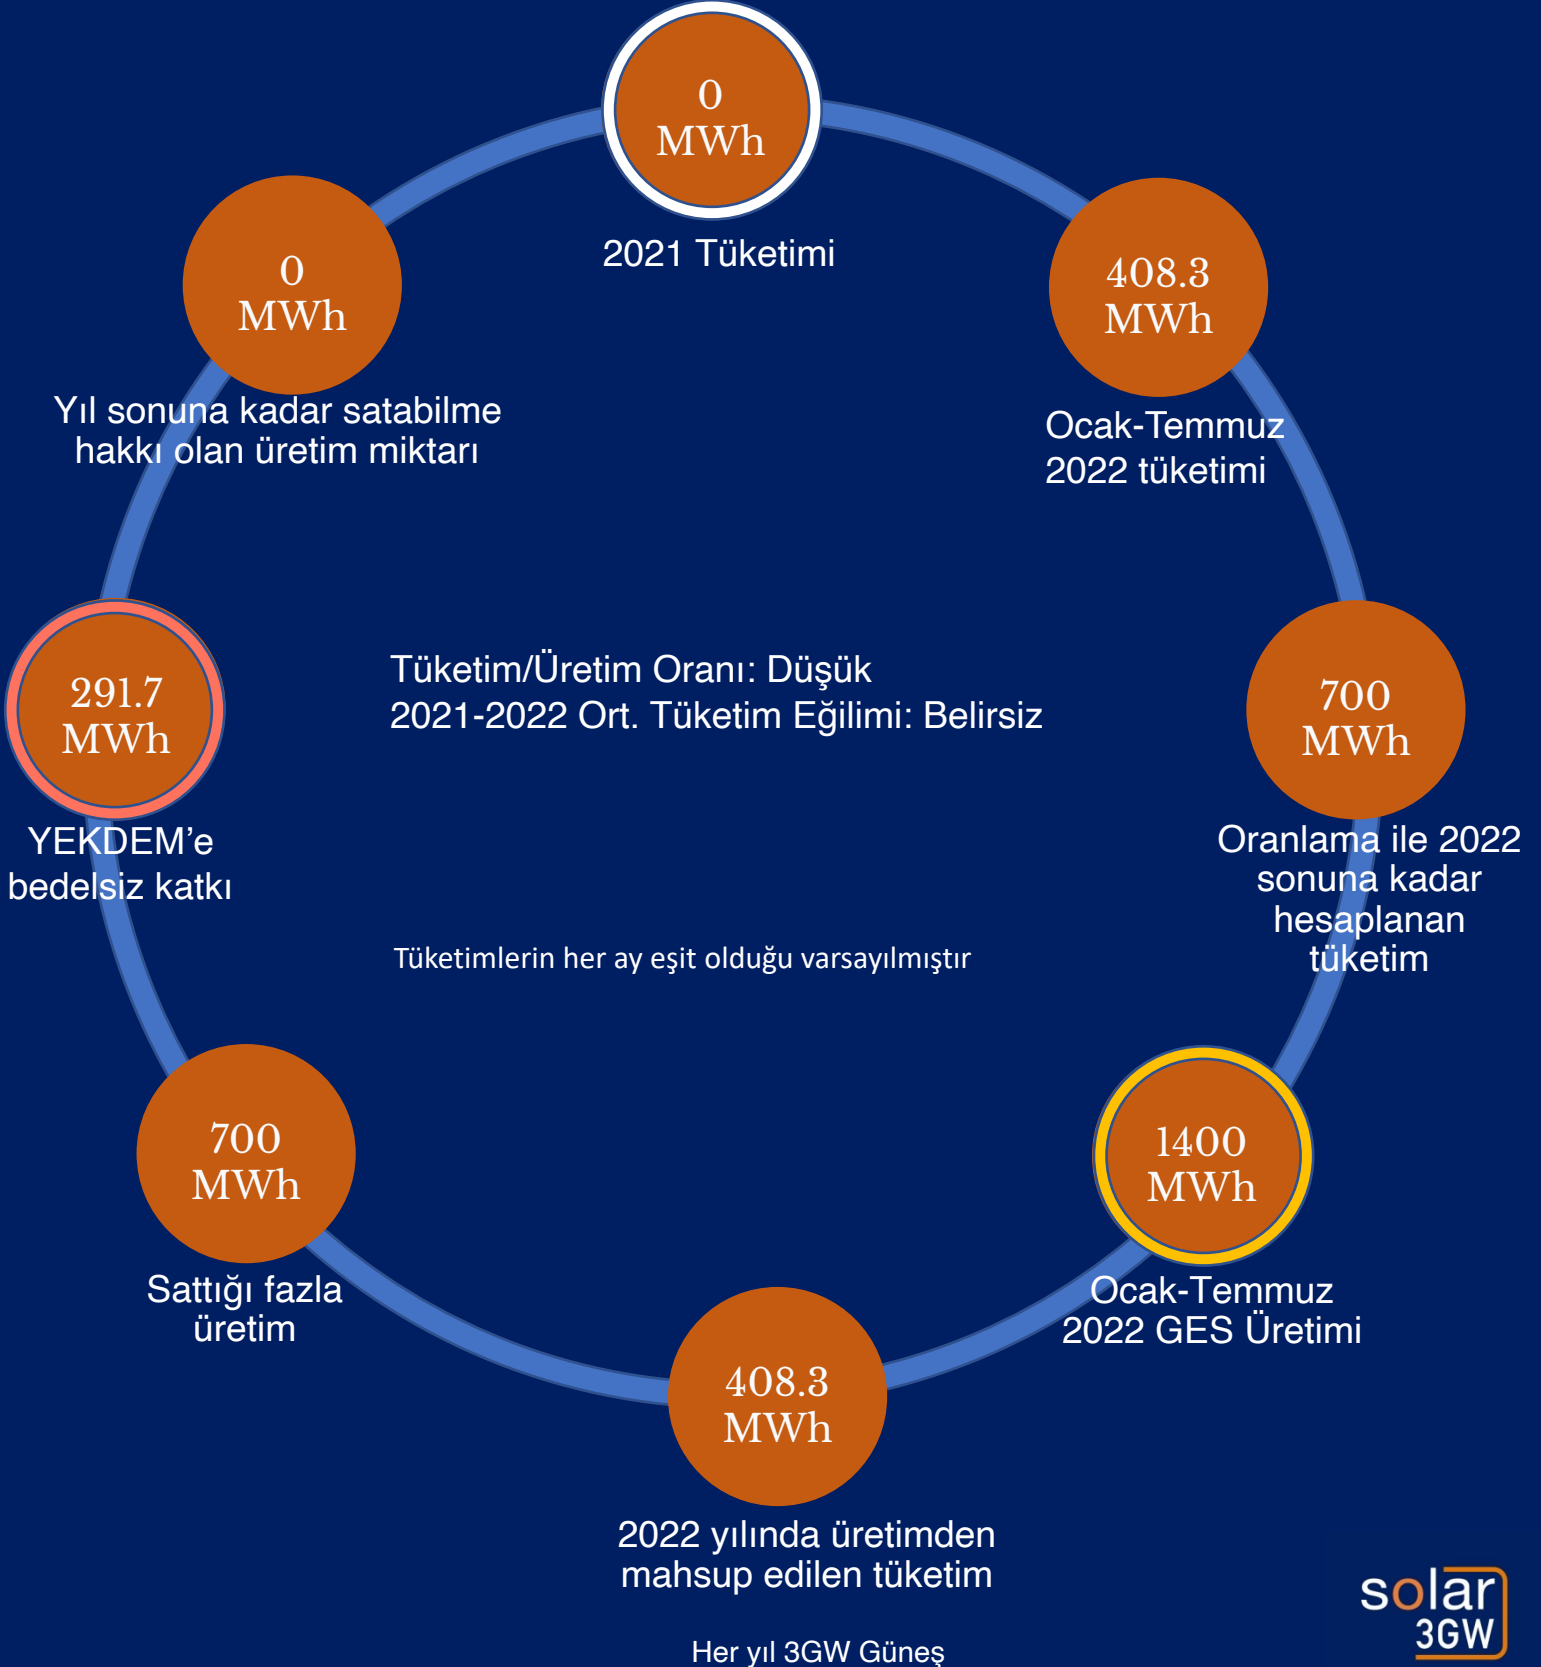 0
MWh
2021 Tüketimi
408.3
MWh
Ocak-Temmuz
2022 tüketimi
700
MWh
Oranlama ile 2022
sonuna kadar
hesaplanan
tüketim
1400
MWh
Ocak-Temmuz
2022 GES Üretimi
408.3
MWh
2022 yılında üretimden
mahsup edilen tüketim
700
MWh
Sattığı fazla
üretim
291.7
MWh
YEKDEM’e
bedelsiz katkı
0
MWh
Yıl sonuna kadar satabilme
hakkı olan üretim miktarı
Tüketim/Üretim Oranı: Düşük
2021-2022 Ort. Tüketim Eğilimi: Belirsiz
Tüketimlerin her ay eşit olduğu varsayılmıştır
Her yıl 3GW Güneş
solar
3GW